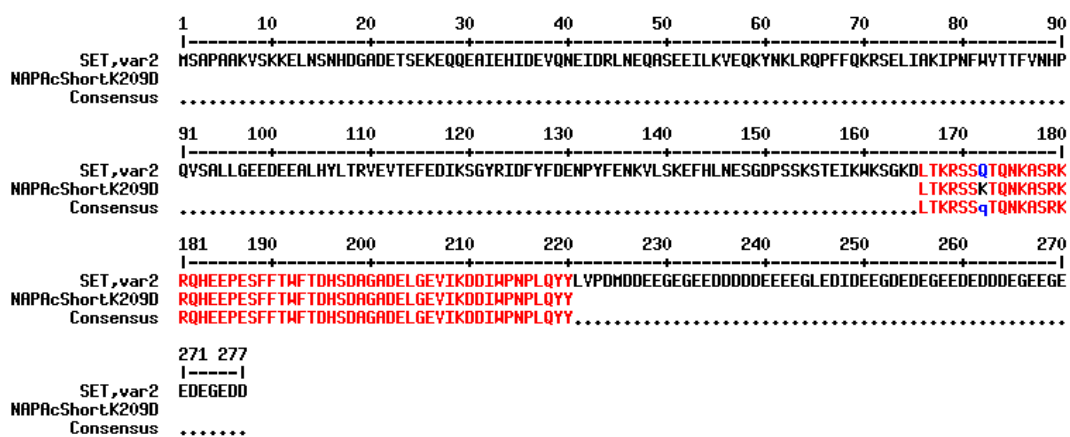 1 10 20 30 40 50 60 70 80 90
|--------+---------+---------+---------+---------+---------+---------+---------+---------|
SET,var2 MSAPAAKVSKKELNSNHDGADETSEKEQQEAIEHIDEVQNEIDRLNEQASEEILKVEQKYNKLRQPFFQKRSELIAKIPNFWVTTFVNHP
NAPAcShortK209D
Consensus ..........................................................................................
91 100 110 120 130 140 150 160 170 180
|--------+---------+---------+---------+---------+---------+---------+---------+---------|
SET,var2 QVSALLGEEDEEALHYLTRVEVTEFEDIKSGYRIDFYFDENPYFENKVLSKEFHLNESGDPSSKSTEIKWKSGKDLTKRSSQTQNKASRK
NAPAcShortK209D LTKRSSKTQNKASRK
Consensus ...........................................................................LTKRSSqTQNKASRK
181 190 200 210 220 230 240 250 260 270
|--------+---------+---------+---------+---------+---------+---------+---------+---------|
SET,var2 RQHEEPESFFTWFTDHSDAGADELGEVIKDDIWPNPLQYYLVPDMDDEEGEGEEDDDDDEEEEGLEDIDEEGDEDEGEEDEDDDEGEEGE
NAPAcShortK209D RQHEEPESFFTWFTDHSDAGADELGEVIKDDIWPNPLQYY
Consensus RQHEEPESFFTWFTDHSDAGADELGEVIKDDIWPNPLQYY..................................................
271 277
|-----|
SET,var2 EDEGEDD
NAPAcShortK209D
Consensus .......